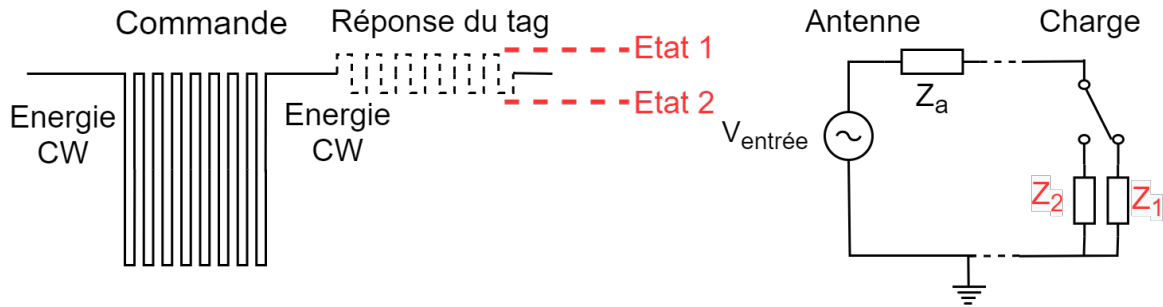 Commande
Réponse du tag
Etat 1
Etat 2
Energie
CW
Energie
CW
Antenne
Charge
Za
Ventrée
Z2
Z1